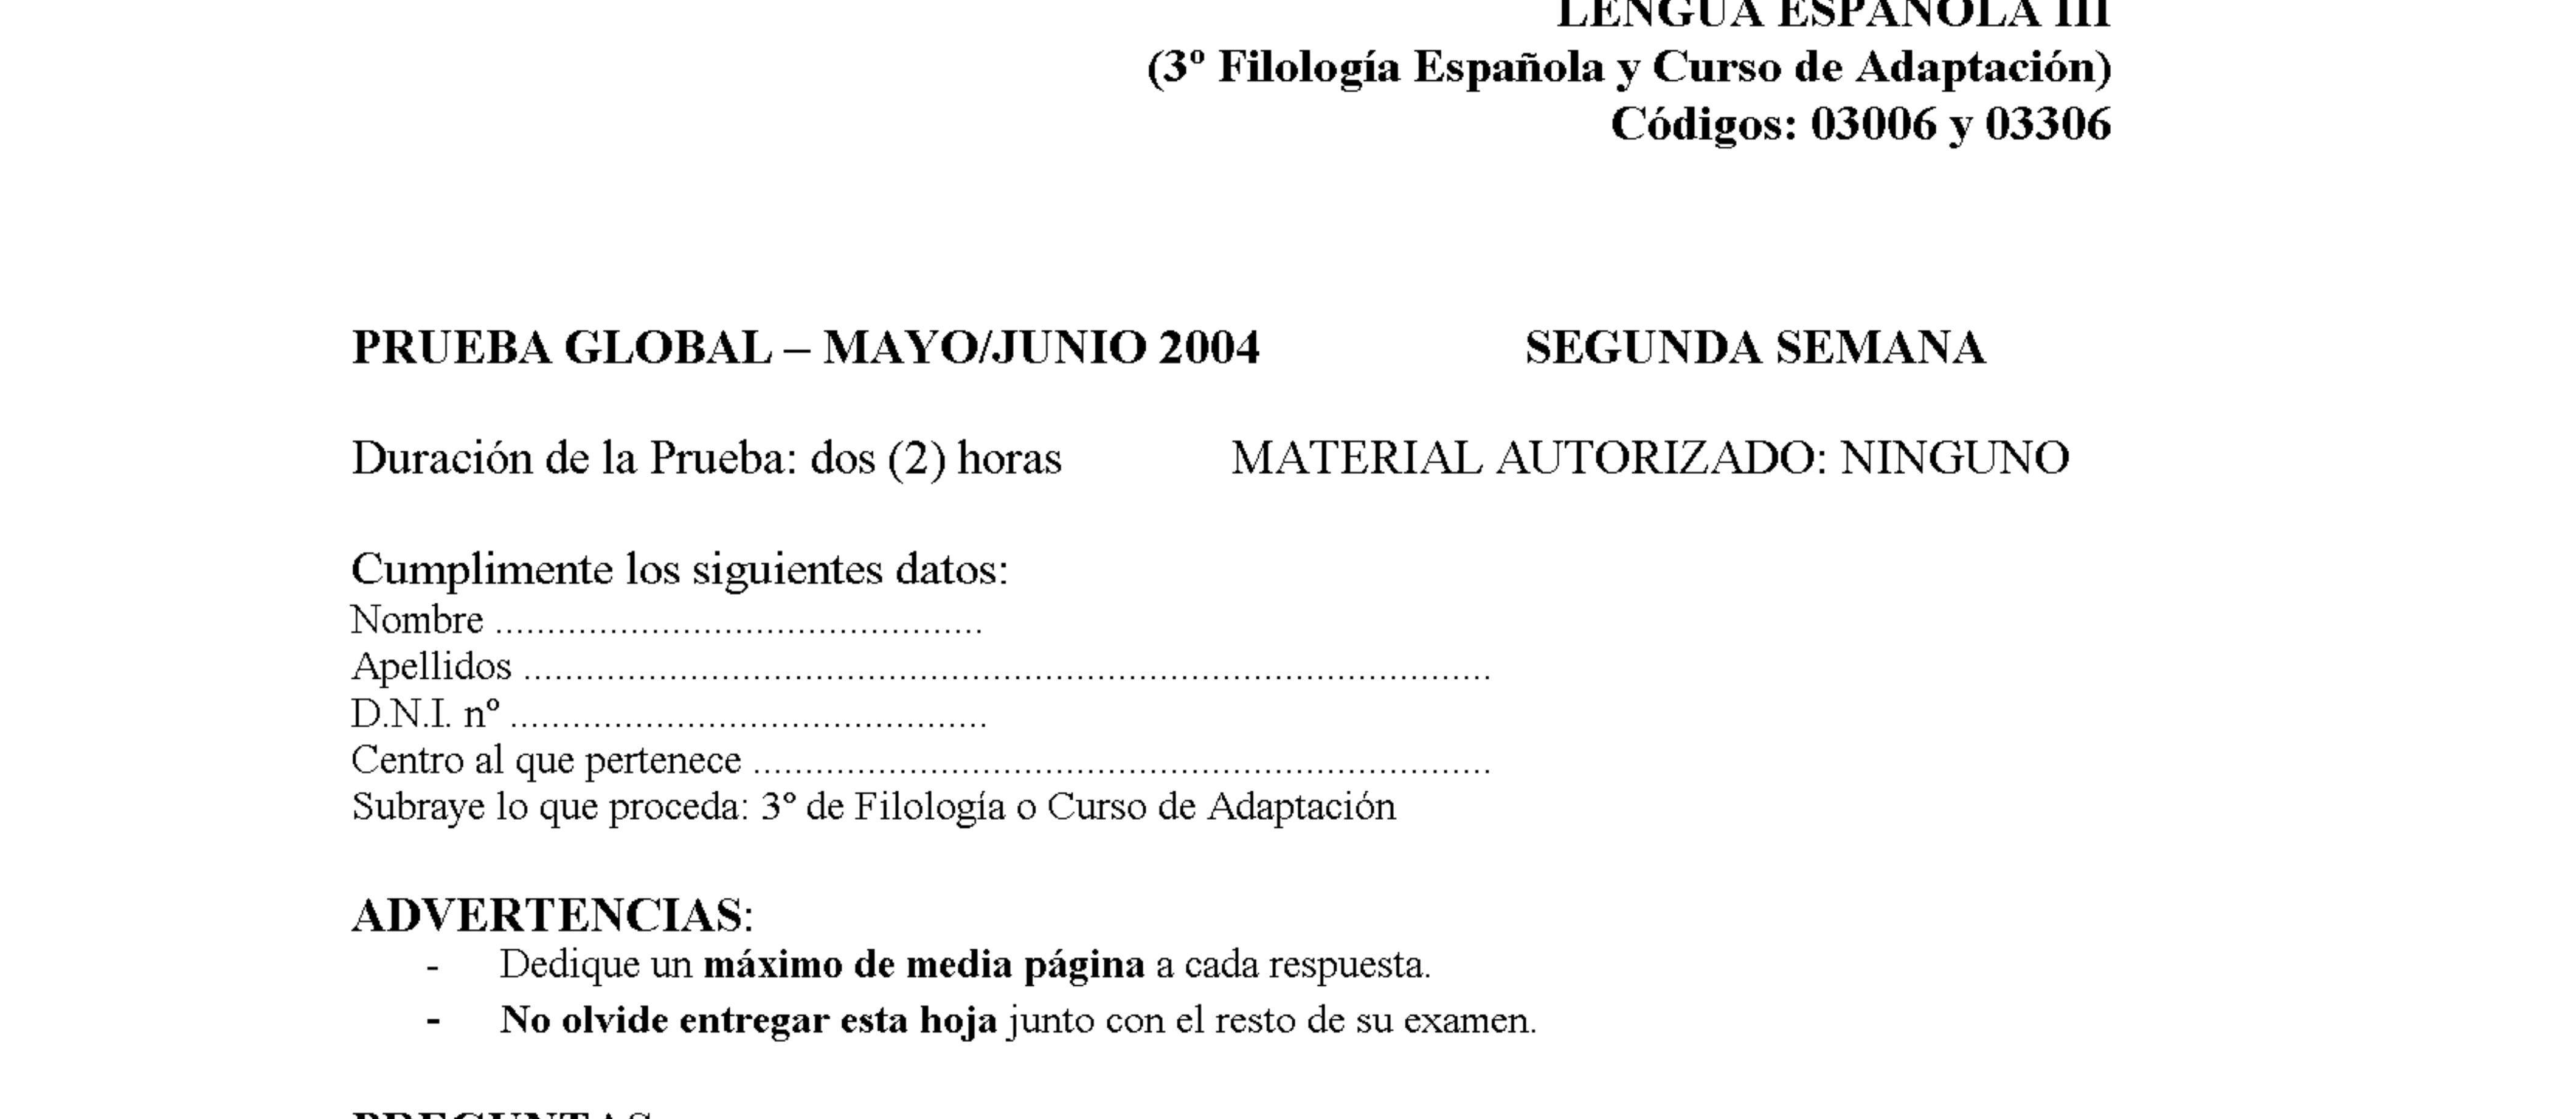 LENGUA ESPAÑOLA III
(3º Filología Española y Curso de Adaptación)
Códigos: 03006 y 03306
PRUEBA GLOBAL – MAYO/JUNIO 2004 SEGUNDA SEMANA
Duración de la Prueba: dos (2) horas MATERIAL AUTORIZADO: NINGUNO
Cumplimente los siguientes datos:
Nombre ...............................................
Apellidos .............................................................................................
D.N.I. nº ..............................................
Centro al que pertenece .......................................................................
Subraye lo que proceda: 3º de Filología o Curso de Adaptación
ADVERTENCIAS:
- Dedique un máximo de media página a cada respuesta.
- No olvide entregar esta hoja junto con el resto de su examen.
PREGUNTAS